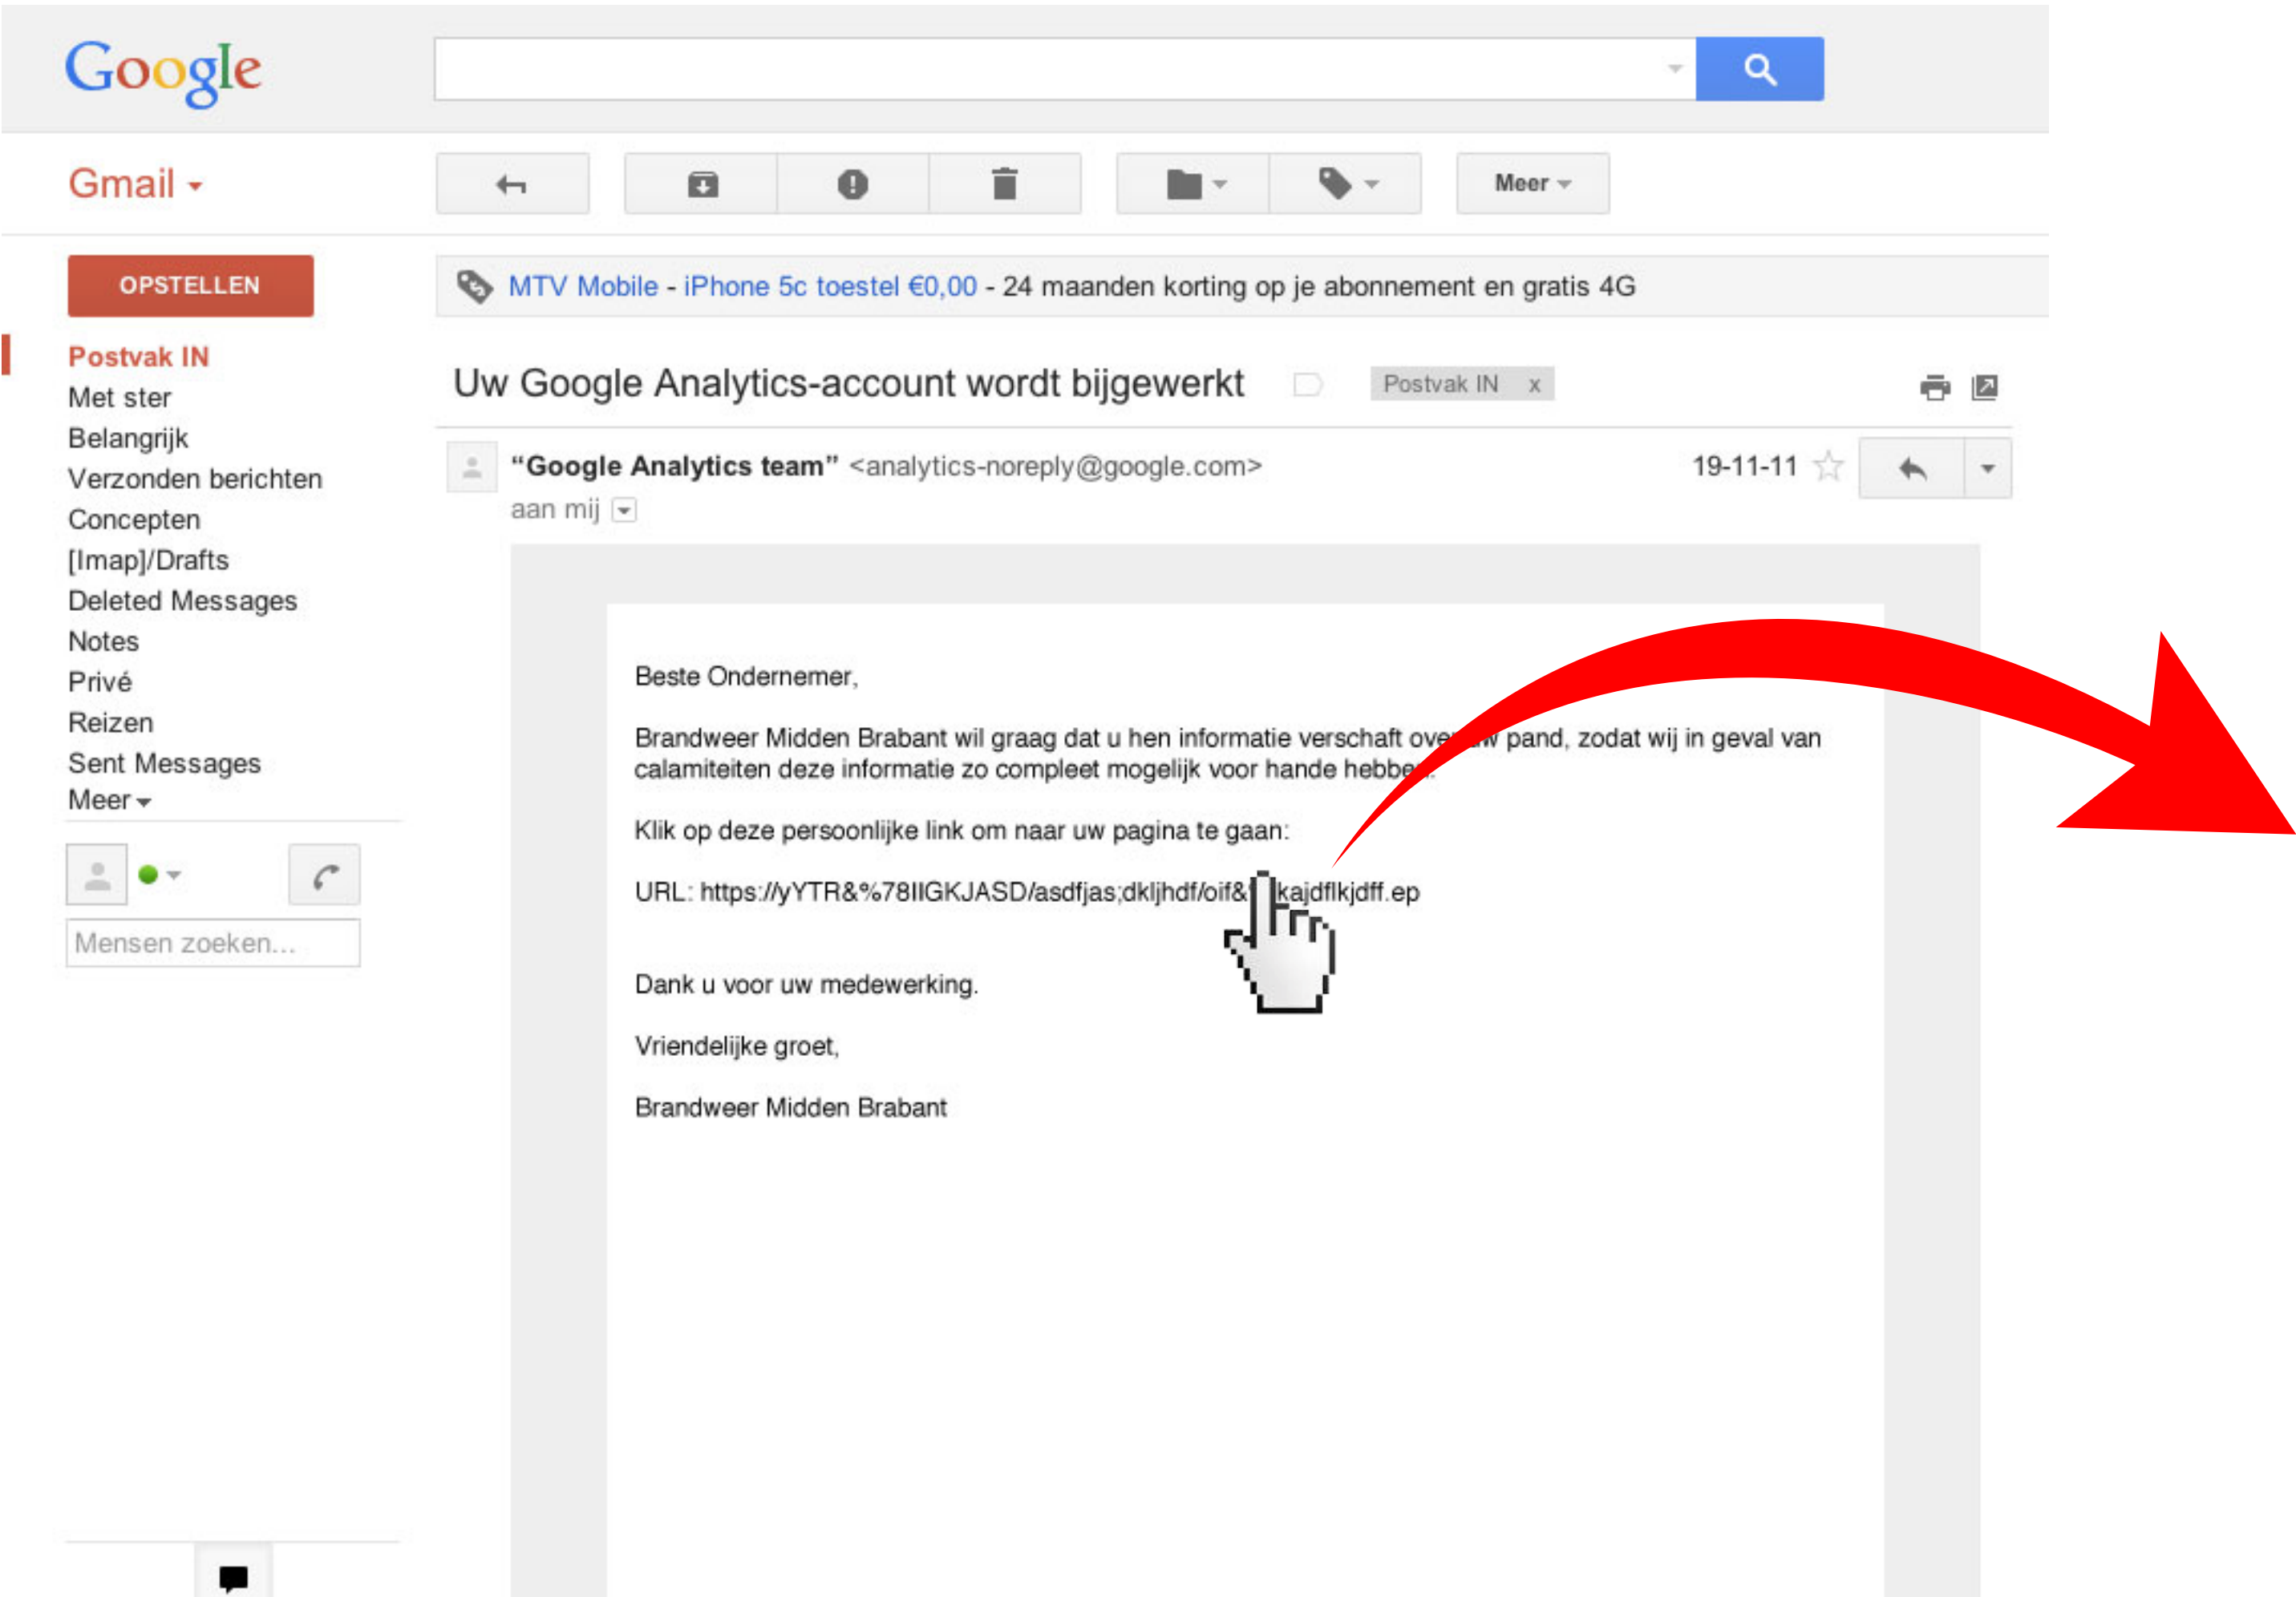 Google
Gmail
Meer
OPSTELLEN
MTV Mobile - iPhone 5c toestel €0,00 - 24 maanden korting op je abonnement en gratis 4G
Postvak IN
Met ster
Belangrijk
Verzonden berichten
Concepten
[Imap]/Drafts
Deleted Messages
Notes
Privé
Reizen
Sent Messages
Meer
Mensen zoeken...
Uw Google Analytics-account wordt bijgewerkt
Postvak IN x
“Google Analytics team” <analytics-noreply@google.com>
19-11-11
aan mij
Beste Ondernemer,
Brandweer Midden Brabant wil graag dat u hen informatie verschaft over uw pand, zodat wij in geval van
calamiteiten deze informatie zo compleet mogelijk voor hande hebben.
Klik op deze persoonlijke link om naar uw pagina te gaan:
URL: https://yYTR&%78IIGKJASD/asdfjas;dkljhdf/oif& kajdflkjdff.ep
Dank u voor uw medewerking.
Vriendelijke groet,
Brandweer Midden Brabant